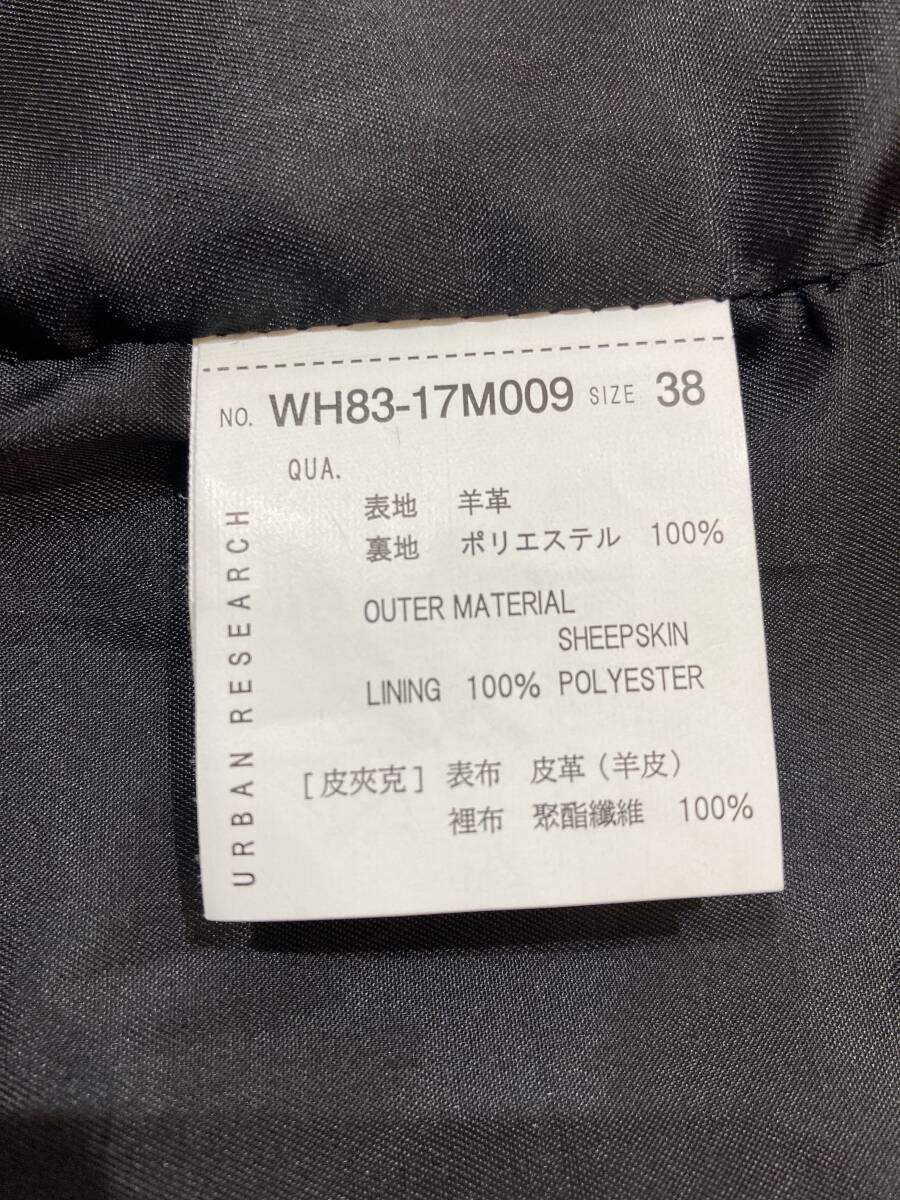 NO. WH83-17M009 SIZE 38
QUA.
表地 羊革
裏地 ポリエステル 100%
OUTER MATERIAL
SHEEPSKIN
LINING 100% POLYESTER
[皮夾克] 表布 皮革(羊皮)
裡布 聚酯纖維 100%
URBAN RESEARCH